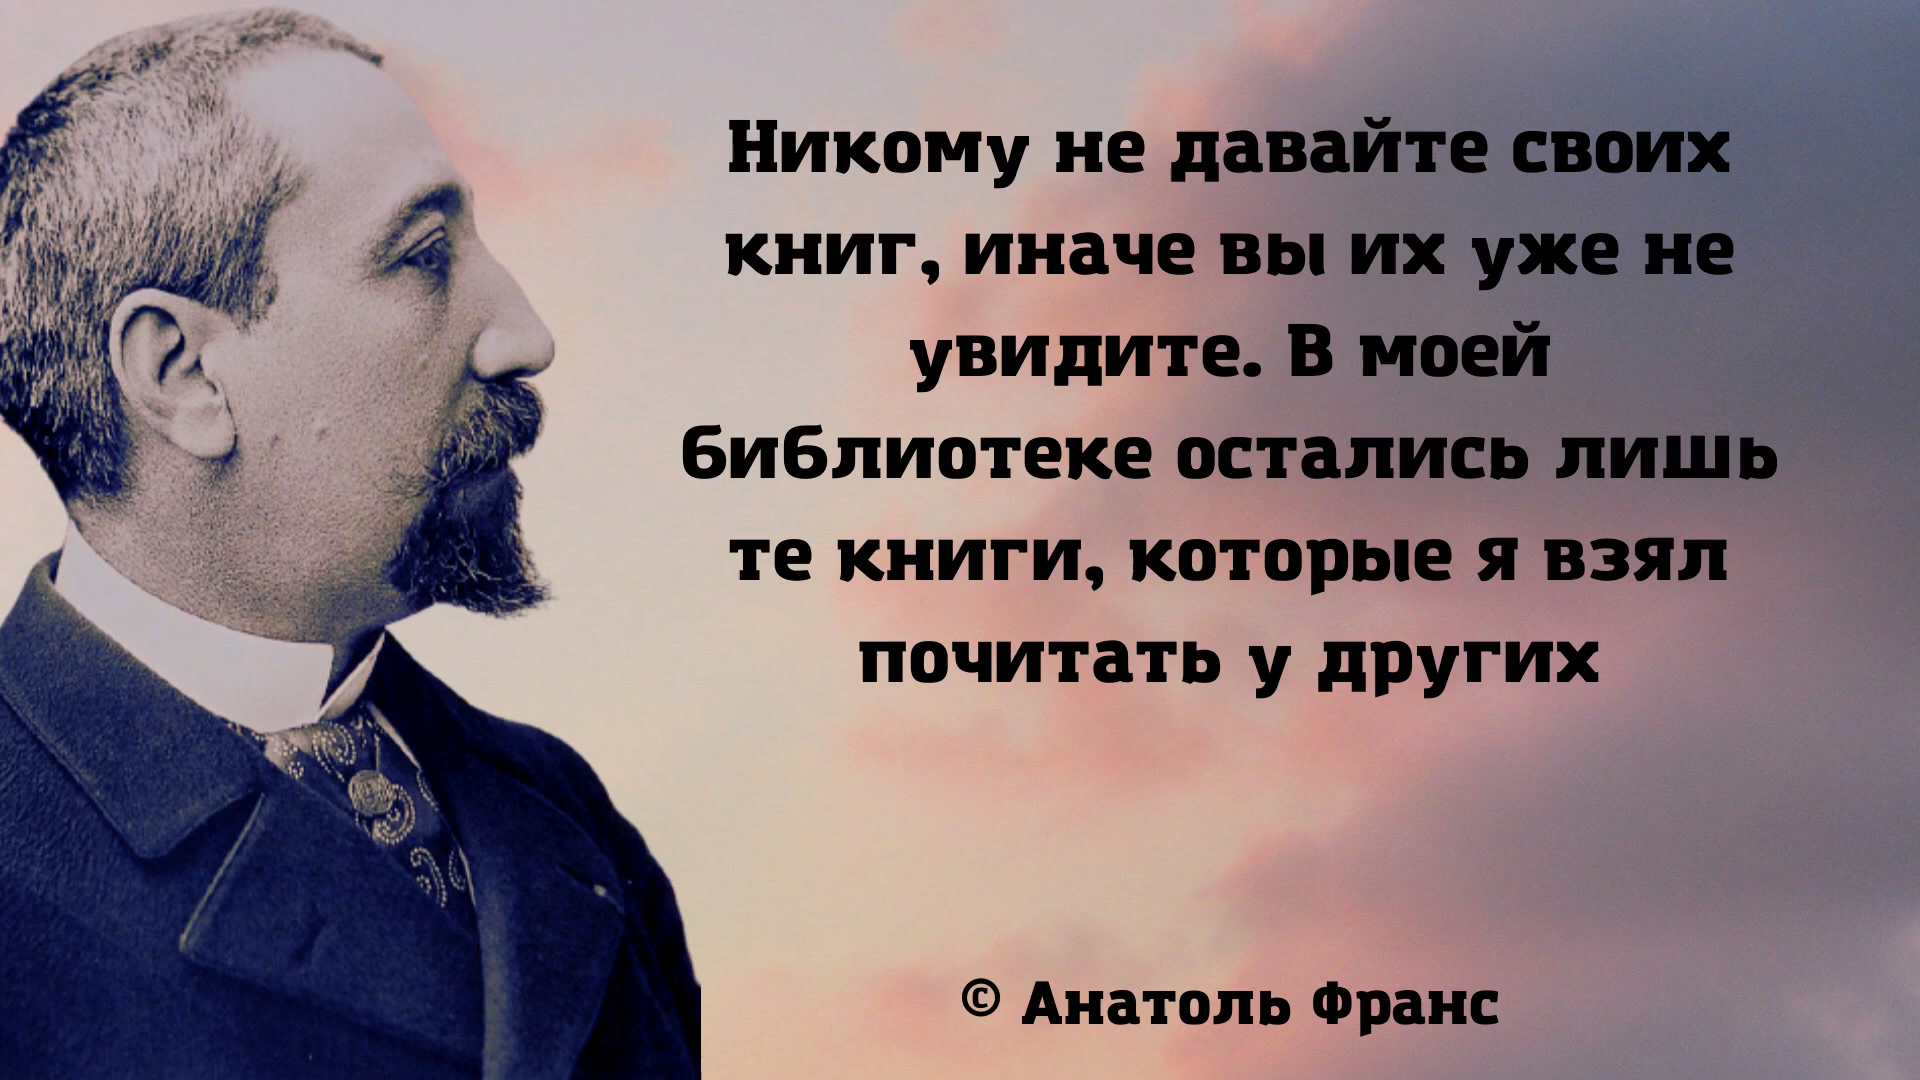 Никому не давайте своих
книг, иначе вы их уже не
увидите. В моей
библиотеке остались лишь
те книги, которые я взял
почитать у других
© Анатоль Франс